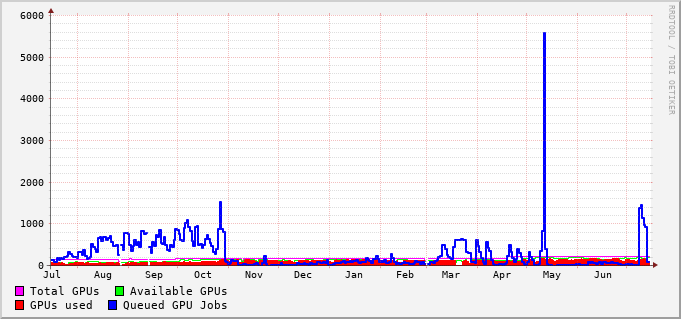 6000
5000
4000
3000
2000
1000
0
Jul Aug Sep Oct Nov Dec Jan Feb Mar Apr May Jun
Total GPUs Available GPUs
GPUs used Queued GPU Jobs
RRDTOOL / TOBI OETIKER